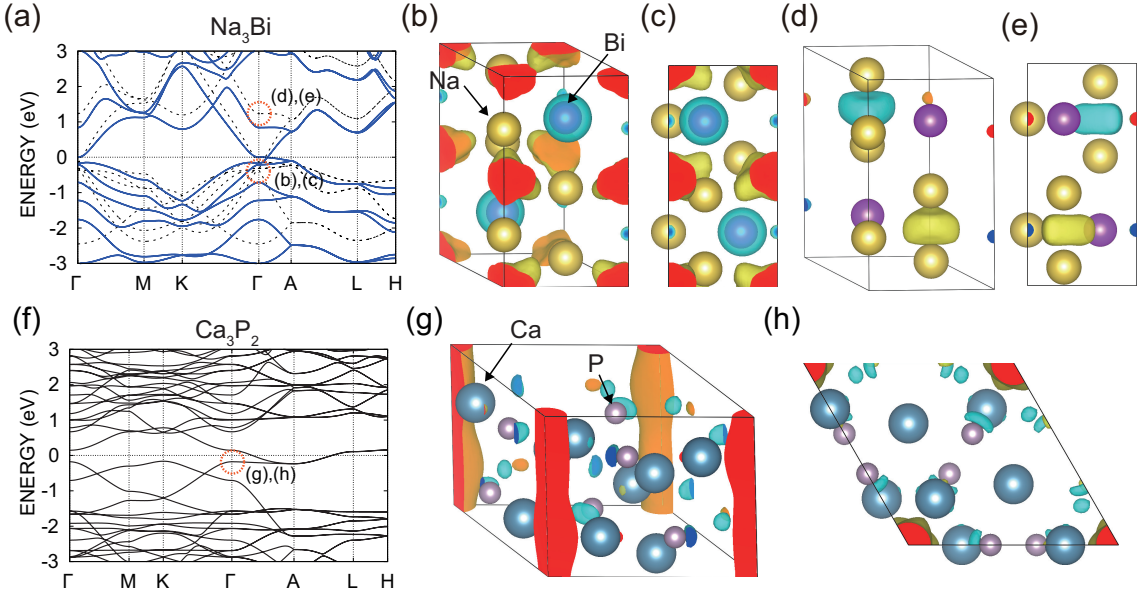 (a)
Na₃Bi
ENERGY (eV)
3
2
1
0
-1
-2
-3
Γ M K Γ A L H
(d),(e)
(b),(c)
(b)
Na
Bi
(c)
(d)
(e)
(f)
Ca₃P₂
ENERGY (eV)
3
2
1
0
-1
-2
-3
Γ M K Γ A L H
(g),(h)
(g)
Ca
P
(h)